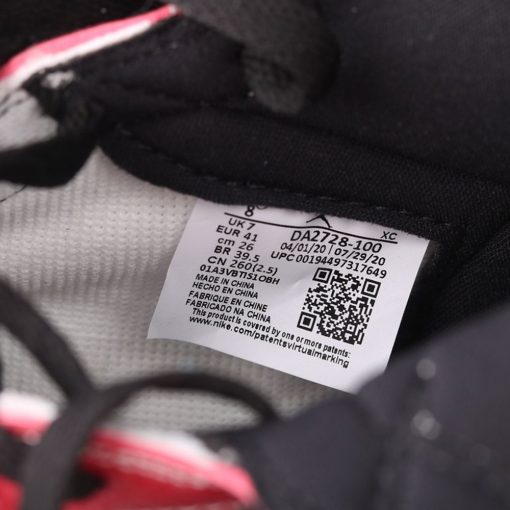 8
UK 7
EUR 41
cm 26
BR 39.5
CN 260(2.5)
01A3VBTIS1OBH
MADE IN CHINA
HECHO EN CHINA
FABRIQUE EN CHINE
FABRICADO NA CHINA
This product is covered by one or more patents:
www.nike.com/patentsvirtualmarking
XC
DA2728-100
04/01/20 07/29/20
UPC 00194497317649